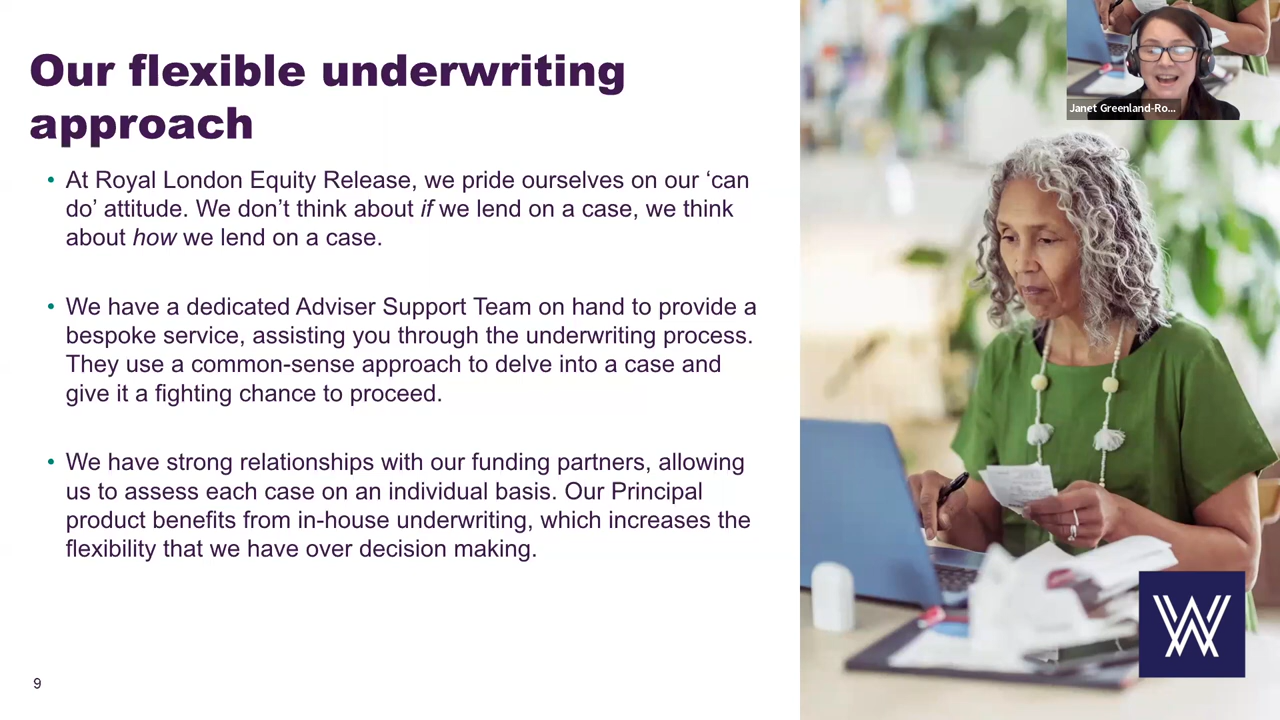 Our flexible underwriting
approach
• At Royal London Equity Release, we pride ourselves on our ‘can
do’ attitude. We don’t think about if we lend on a case, we think
about how we lend on a case.
• We have a dedicated Adviser Support Team on hand to provide a
bespoke service, assisting you through the underwriting process.
They use a common-sense approach to delve into a case and
give it a fighting chance to proceed.
• We have strong relationships with our funding partners, allowing
us to assess each case on an individual basis. Our Principal
product benefits from in-house underwriting, which increases the
flexibility that we have over decision making.
9
Janet Greenland-Ro...
W